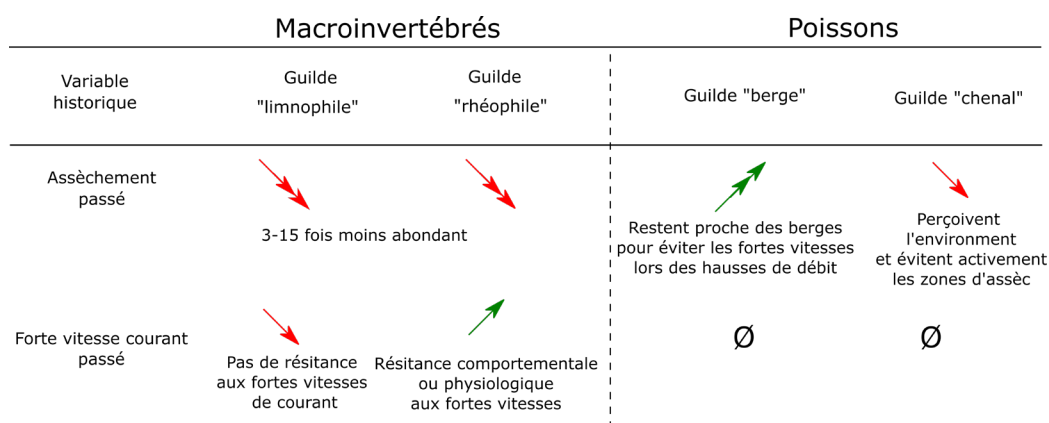 Macroinvertébrés
Poissons
Variable
historique
Guilde
"limnophile"
Guilde
"rhéophile"
Guilde "berge"
Guilde "chenal"
Assèchement
passé
3-15 fois moins abondant
Restent proche des berges
pour éviter les fortes vitesses
lors des hausses de débit
Perçoivent
l'environment
et évitent activement
les zones d'assèc
Forte vitesse courant
passé
Pas de résitance
aux fortes vitesses
de courant
Résitance comportementale
ou physiologique
aux fortes vitesses
Ø
Ø